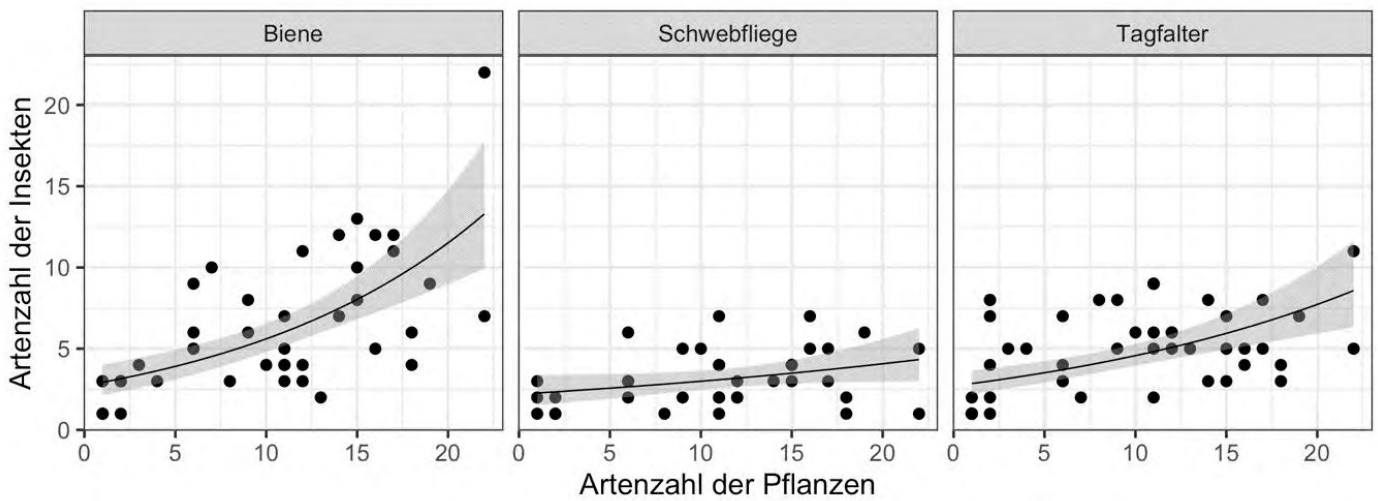 Biene
Schwebfliege
Tagfalter
Artenzahl der Insekten
20
15
10
5
0
0 5 10 15 20
0 5 10 15 20
0 5 10 15 20
Artenzahl der Pflanzen